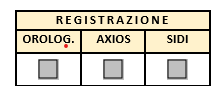 REGISTRAZIONE
OROLOG. AXIOS SIDI